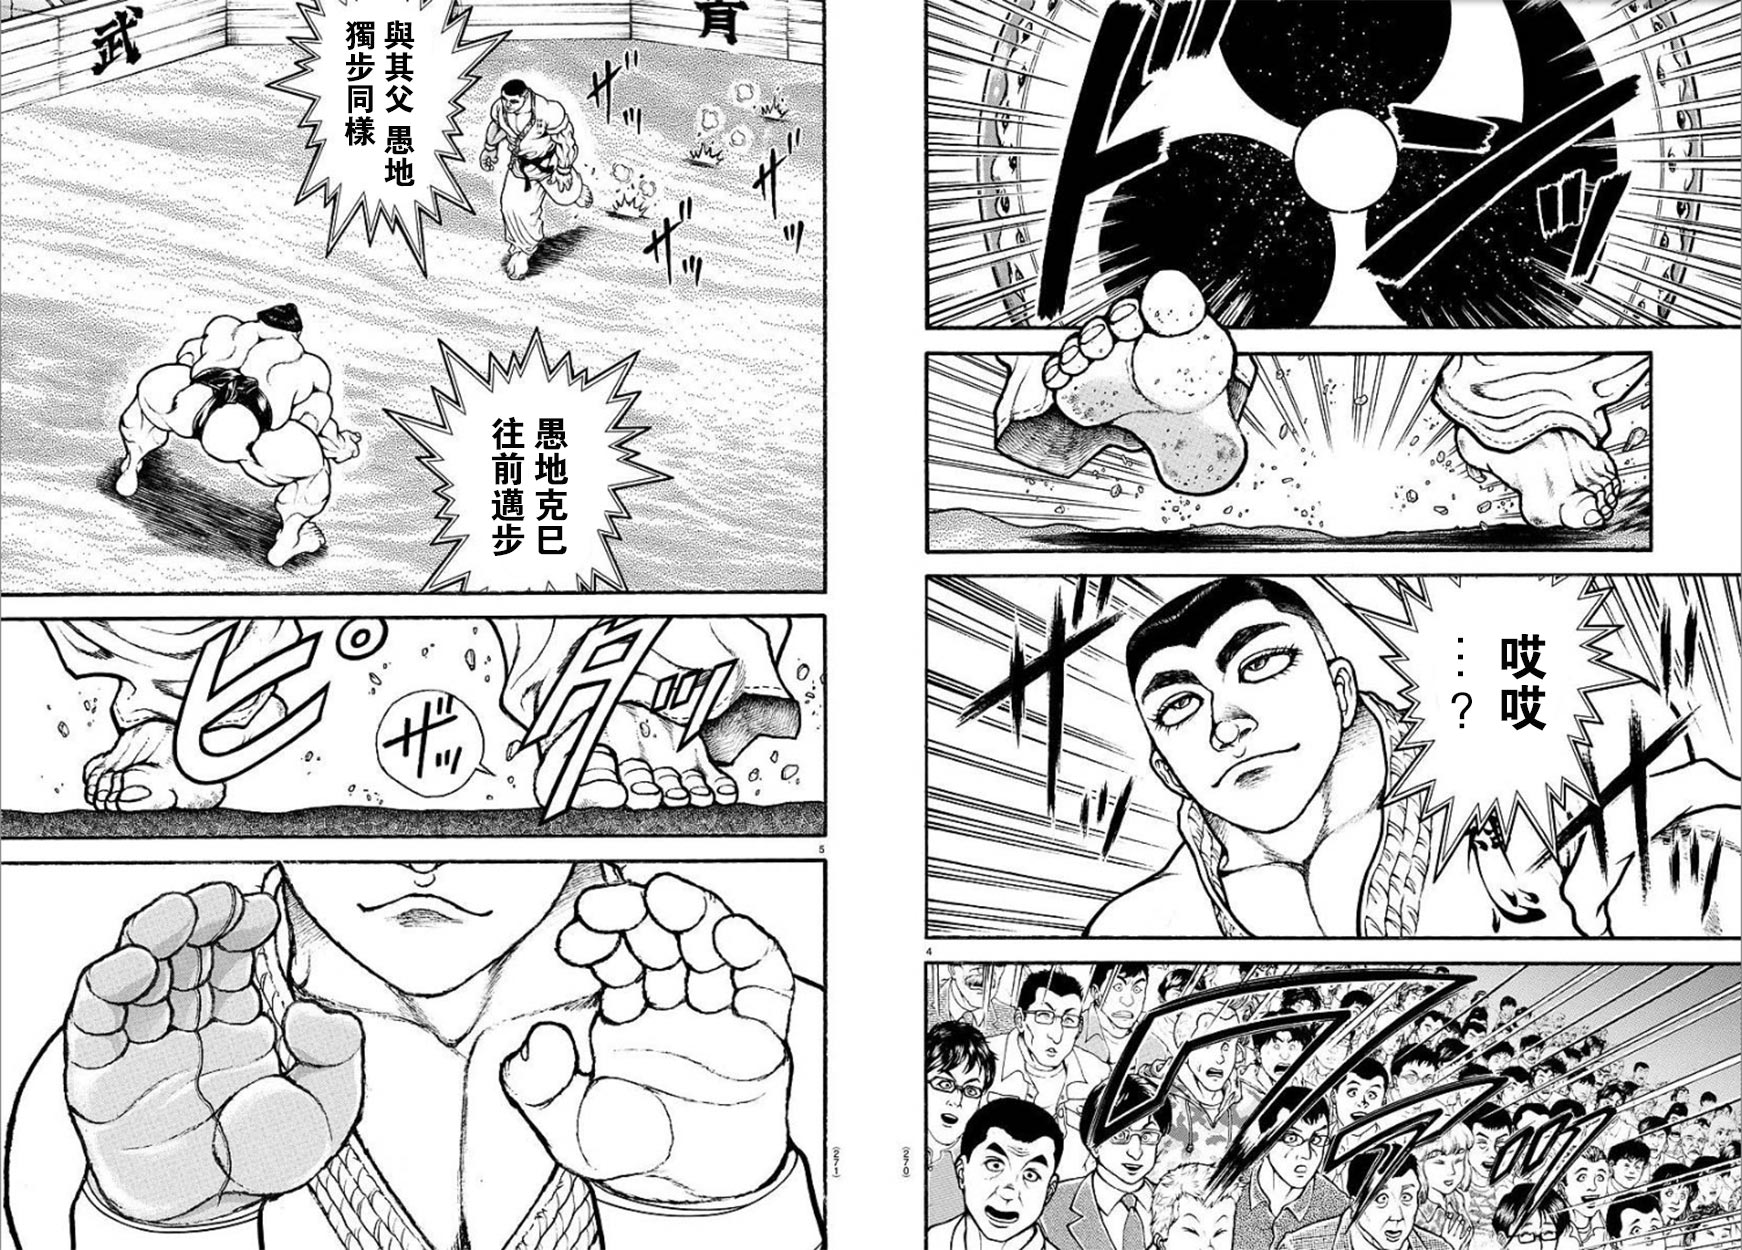 ドン
哎哎
…?
ザッ
ザッ
ワァァッ
4
(270)
育
武
與其父 愚地
獨步同樣
ザッ
ザッ
ザッ
愚地克巳
往前邁步
ピタッ
ザッ
5
(271)